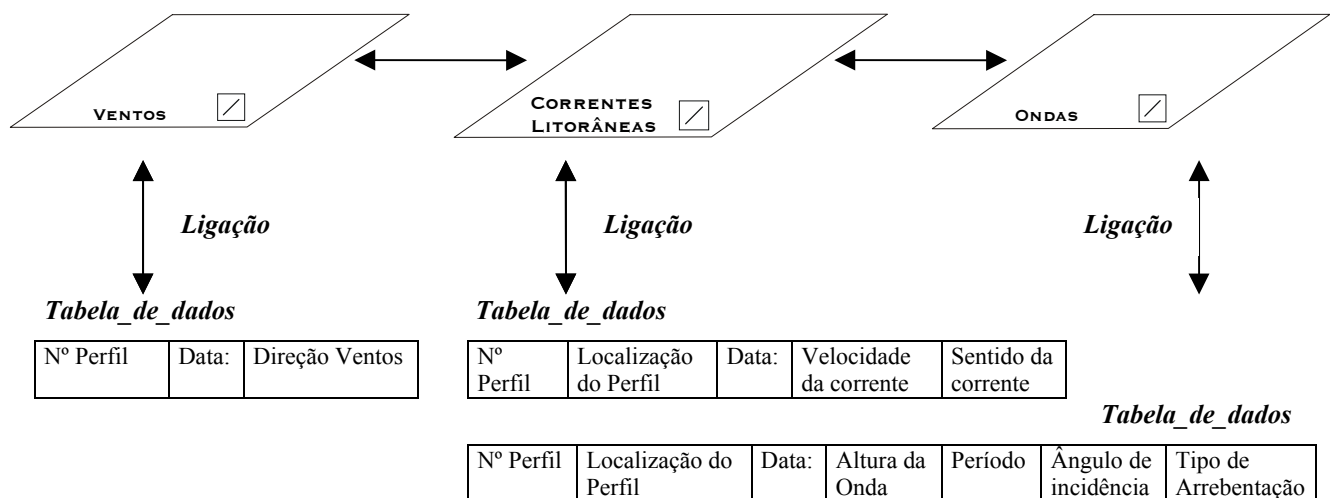 VENTOS
CORRENTES
LITORÂNEAS
ONDAS
Ligação
Ligação
Ligação
Tabela_de_dados
Nº Perfil Data: Direção Ventos
Tabela_de_dados
Nº Perfil Localização do Perfil Data: Velocidade da corrente Sentido da corrente
Tabela_de_dados
Nº Perfil Localização do Perfil Data: Altura da Onda Período Ângulo de incidência Tipo de Arrebentação